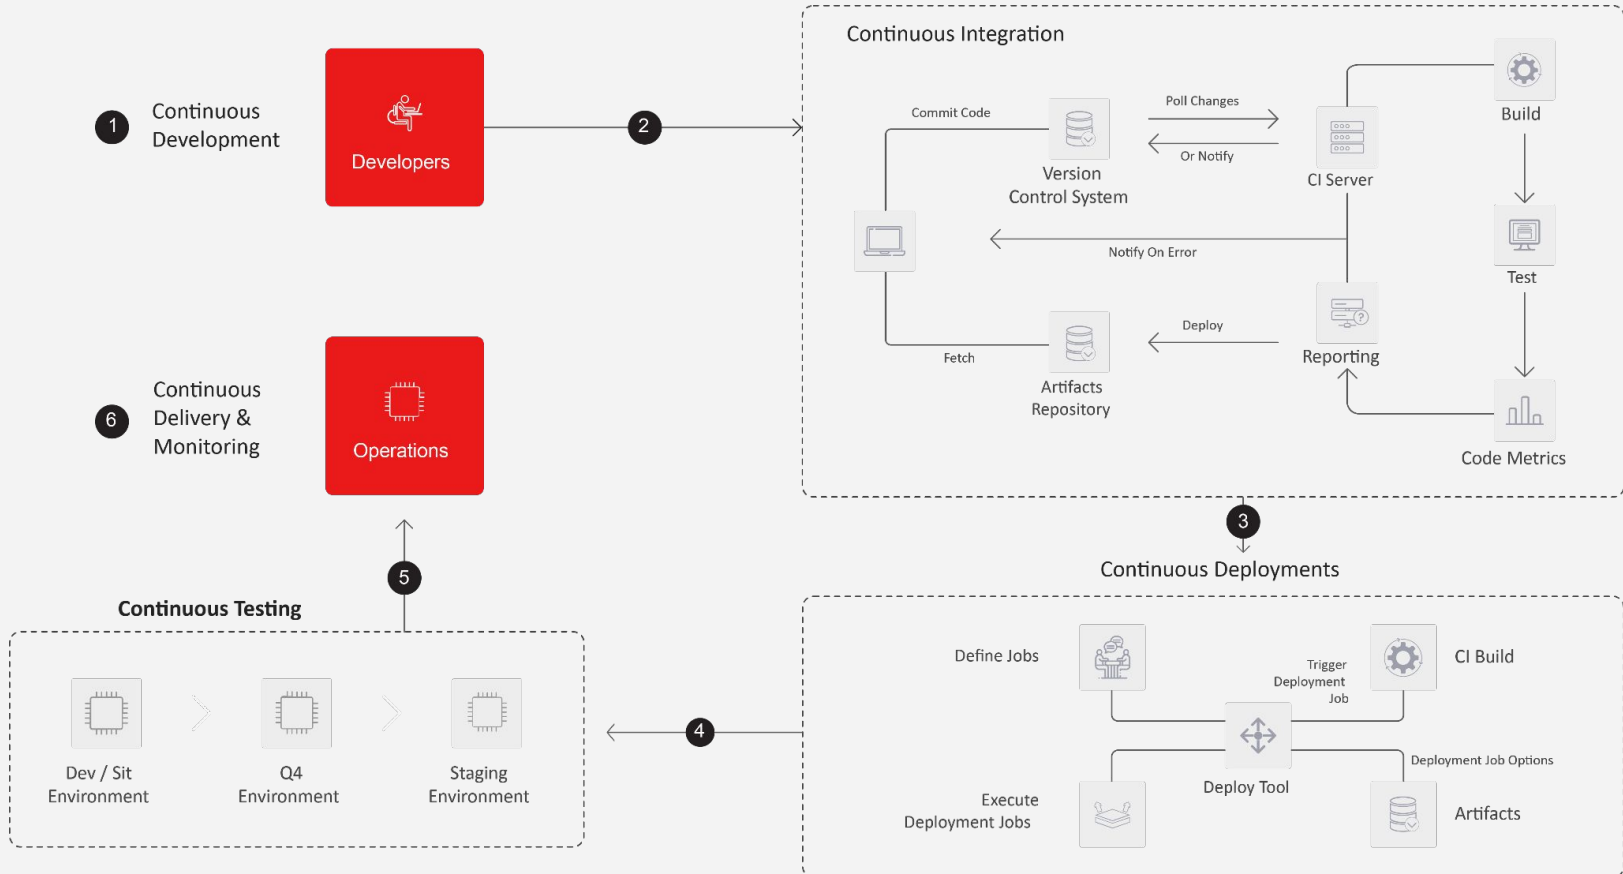 1
Continuous
Development
Developers
2
Continuous Integration
Commit Code
Version
Control System
Poll Changes
Or Notify
CI Server
Build
Test
Code Metrics
Notify On Error
Reporting
Deploy
Fetch
Artifacts
Repository
3
Continuous Deployments
Define Jobs
Trigger
Deployment
Job
CI Build
Deploy Tool
Deployment Job Options
Execute
Deployment Jobs
Artifacts
4
Continuous Testing
Dev / Sit
Environment
Q4
Environment
Staging
Environment
5
6
Continuous
Delivery &
Monitoring
Operations